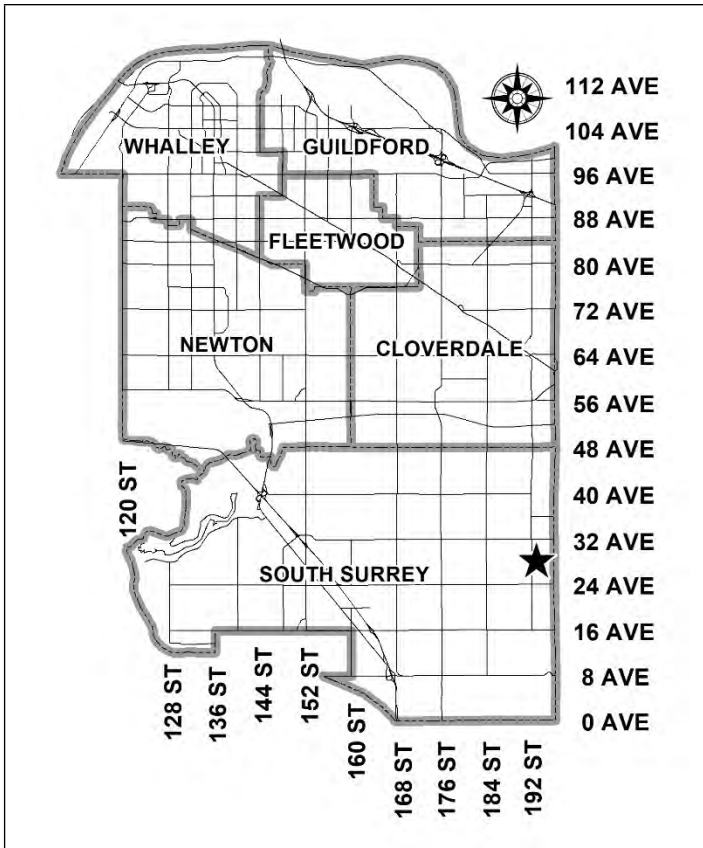 112 AVE
104 AVE
WHALLEY
GUILDFORD
96 AVE
88 AVE
FLEETWOOD
80 AVE
72 AVE
NEWTON
CLOVERDALE
64 AVE
56 AVE
48 AVE
120 ST
40 AVE
32 AVE
SOUTH SURREY
24 AVE
16 AVE
8 AVE
0 AVE
128 ST
136 ST
144 ST
152 ST
160 ST
168 ST
176 ST
184 ST
192 ST